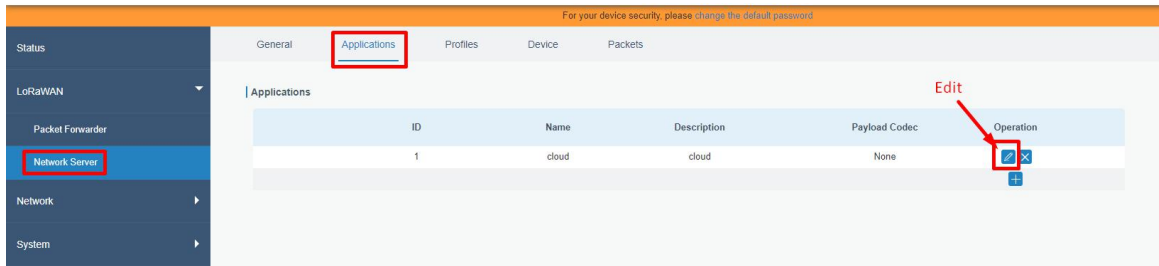 For your device security, please change the default password
Status
General Applications Profiles Device Packets
LoRaWAN
Applications
Edit
Packet Forwarder
ID Name Description Payload Codec Operation
Network Server
1 cloud cloud None
Network
System